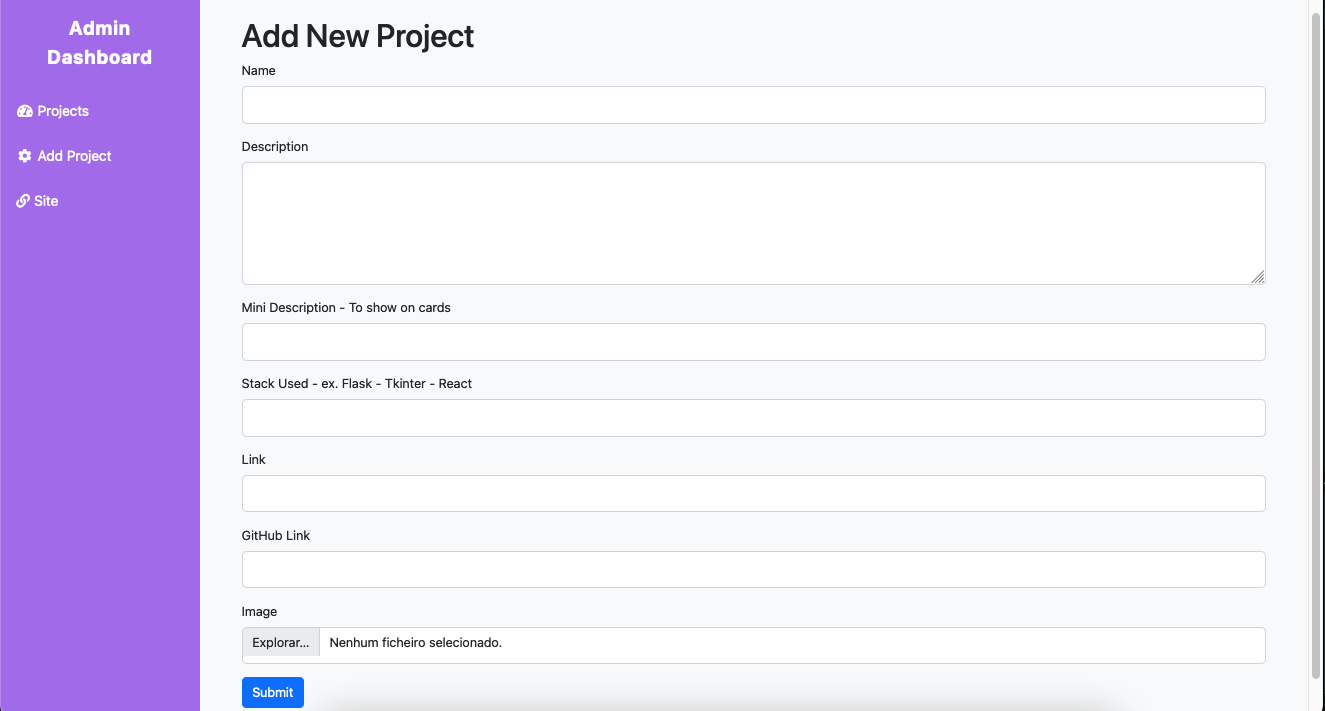 Admin
Dashboard
Projects
Add Project
Site
Add New Project
Name
Description
Mini Description - To show on cards
Stack Used - ex. Flask - Tkinter - React
Link
GitHub Link
Image
Explorar... Nenhum ficheiro selecionado.
Submit